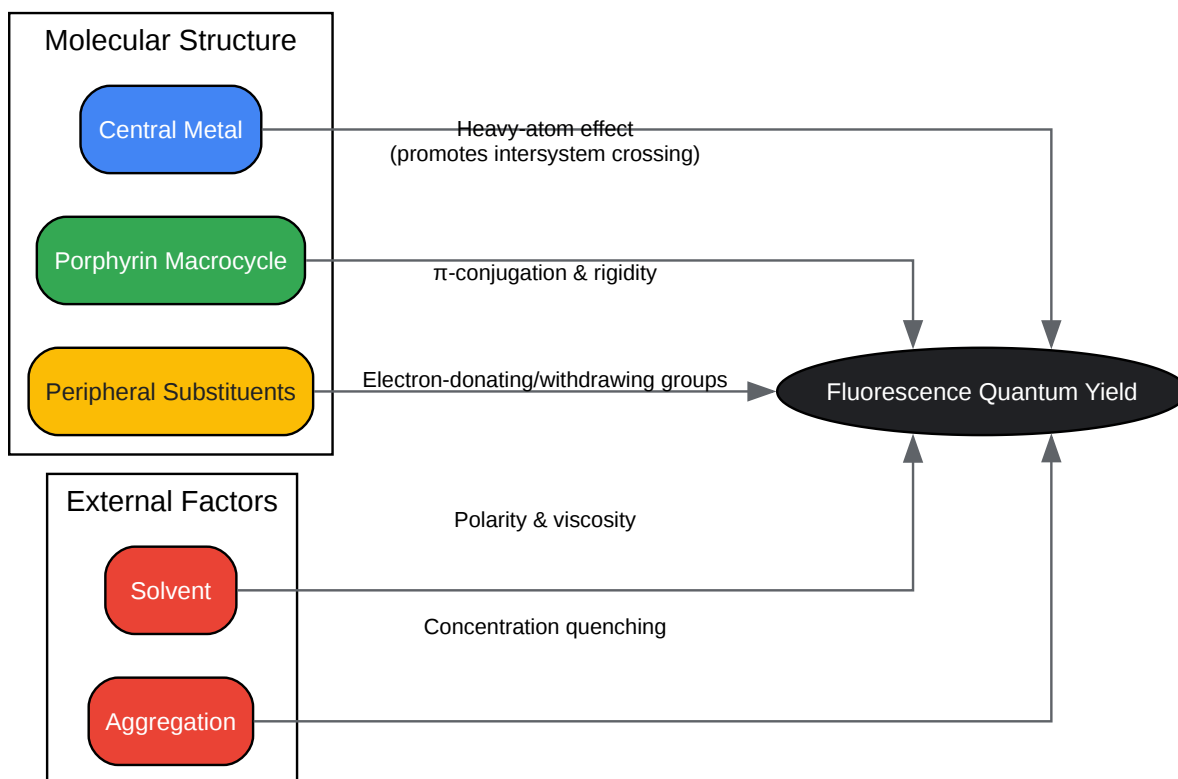 Molecular Structure
Central Metal
Heavy-atom effect
(promotes intersystem crossing)
Porphyrin Macrocycle
π-conjugation & rigidity
Peripheral Substituents
Electron-donating/withdrawing groups
Fluorescence Quantum Yield
External Factors
Polarity & viscosity
Solvent
Concentration quenching
Aggregation